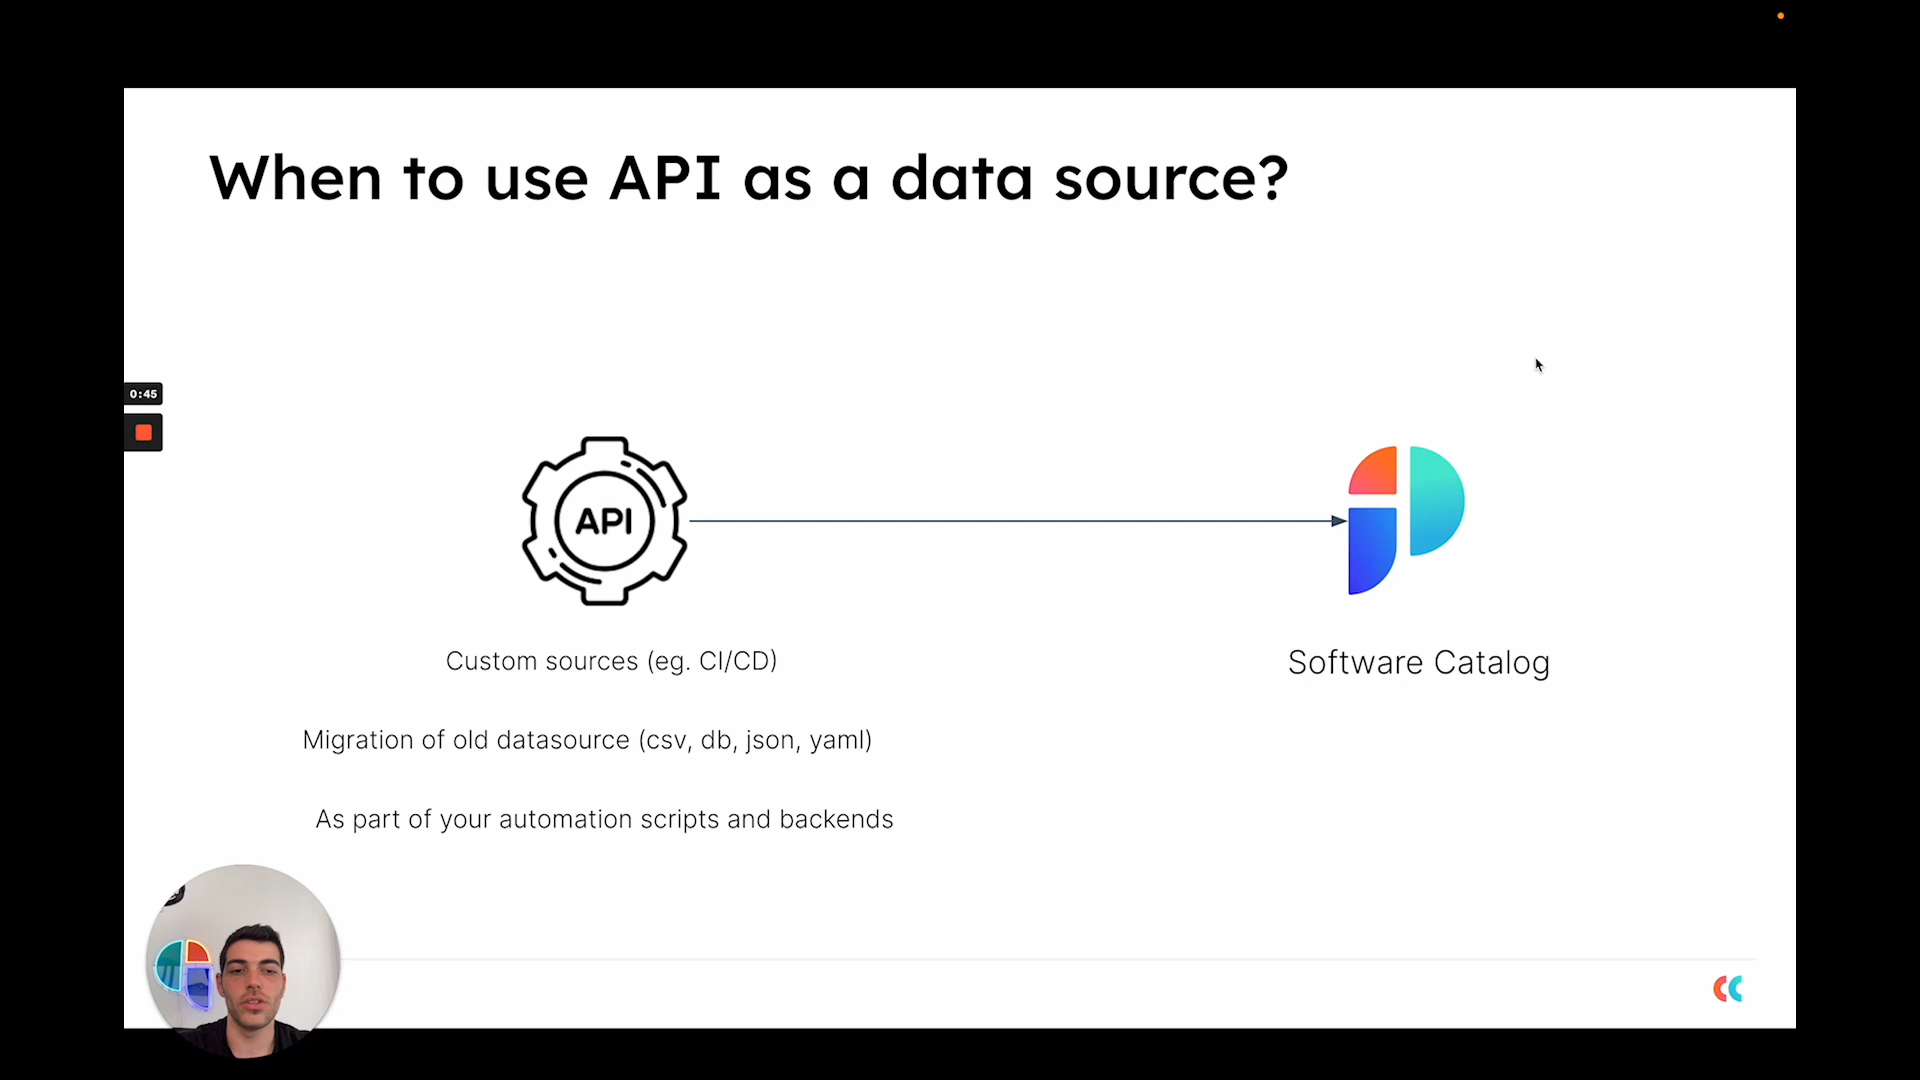 When to use API as a data source?
0:45
API
Custom sources (eg. CI/CD)
Software Catalog
Migration of old datasource (csv, db, json, yaml)
As part of your automation scripts and backends